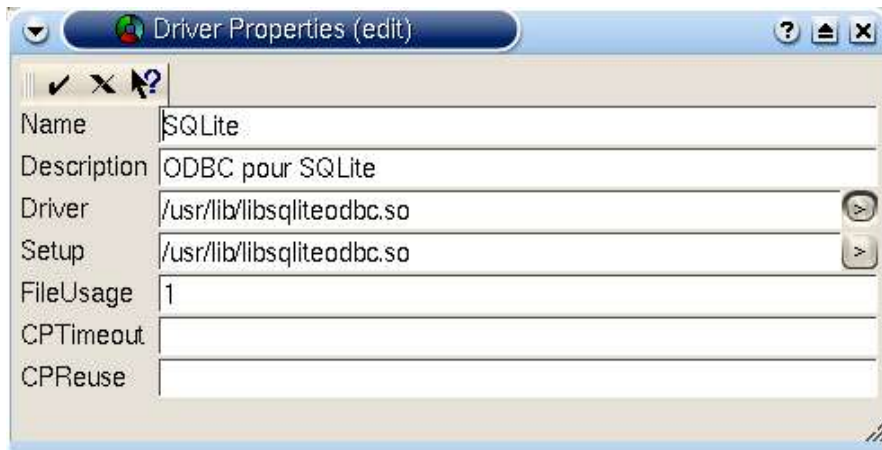 Driver Properties (edit)
Name SQLite
Description ODBC pour SQLite
Driver /usr/lib/libsqliteodbc.so
Setup /usr/lib/libsqliteodbc.so
FileUsage 1
CPTimeout
CPReuse